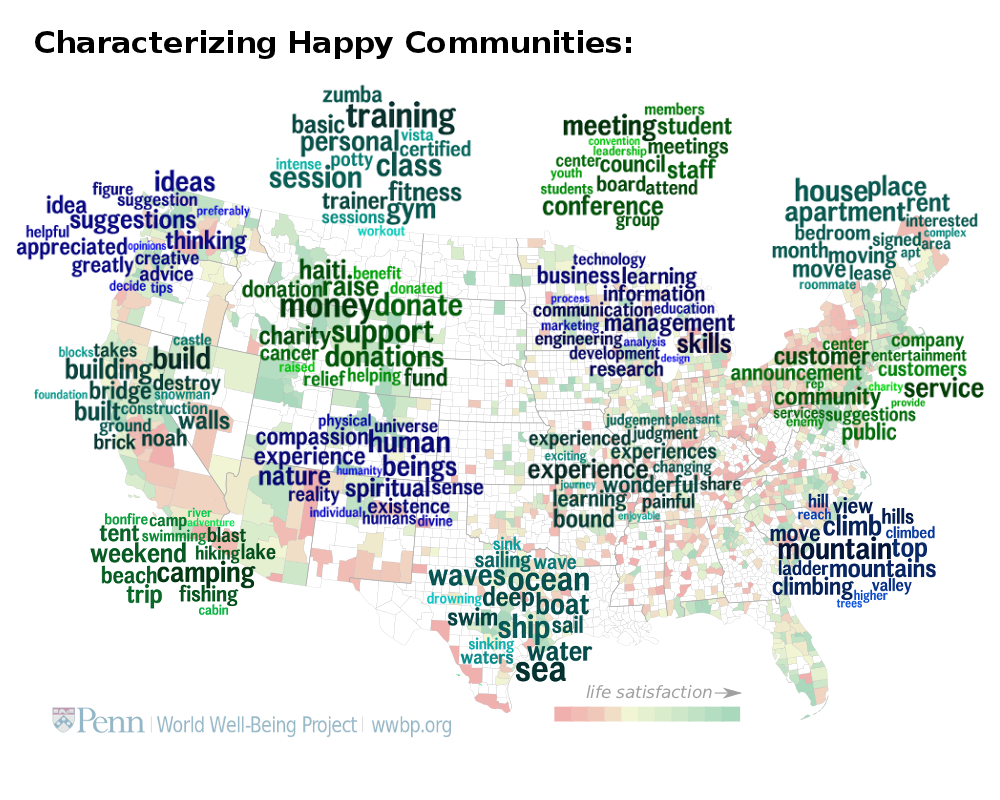 Characterizing Happy Communities:
zumba
training
basic
personal vista
certified
intense potty class
session
trainer fitness
sessions gym
workout
members
meeting student
convention
leadership meetings
center council staff
youth
students board attend
conference
group
house place
apartment rent
interested
bedroom complex
signed area
month moving apt
move lease
roommate
ideas
figure
suggestion
idea preferably
suggestions
helpful
opinions thinking
appreciated
creative
greatly
advice
decide tips
haiti benefit
donation raise donated
money donate
charity support
cancer
raised donations
relief helping fund
technology
business learning
process information
communication education
marketing management
engineering analysis skills
development design
research
center company
customer entertainment
announcement customers
rep charity service
community provide
services suggestions
enemy
public
castle
blocks takes build
building
bridge destroy
foundation snowman
built construction
ground walls
brick noah
physical universe
compassion human
experience
humanity beings
nature
spiritual sense
reality
existence
individual humans divine
judgement pleasant
experienced judgment
exciting experiences
experience changing
journey wonderful share
learning painful
bound enjoyable
river
bonfire camp adventure
tent swimming blast
weekend hiking lake
beach camping
trip fishing
cabin
hill view
reach hills
move climb climbed
mountain top
ladder mountains
climbing valley
higher
trees
sink
sailing wave
waves ocean
drowning deep boat
swim
ship sail
sinking
waters water
sea
life satisfaction
Penn | World Well-Being Project | wwbp.org